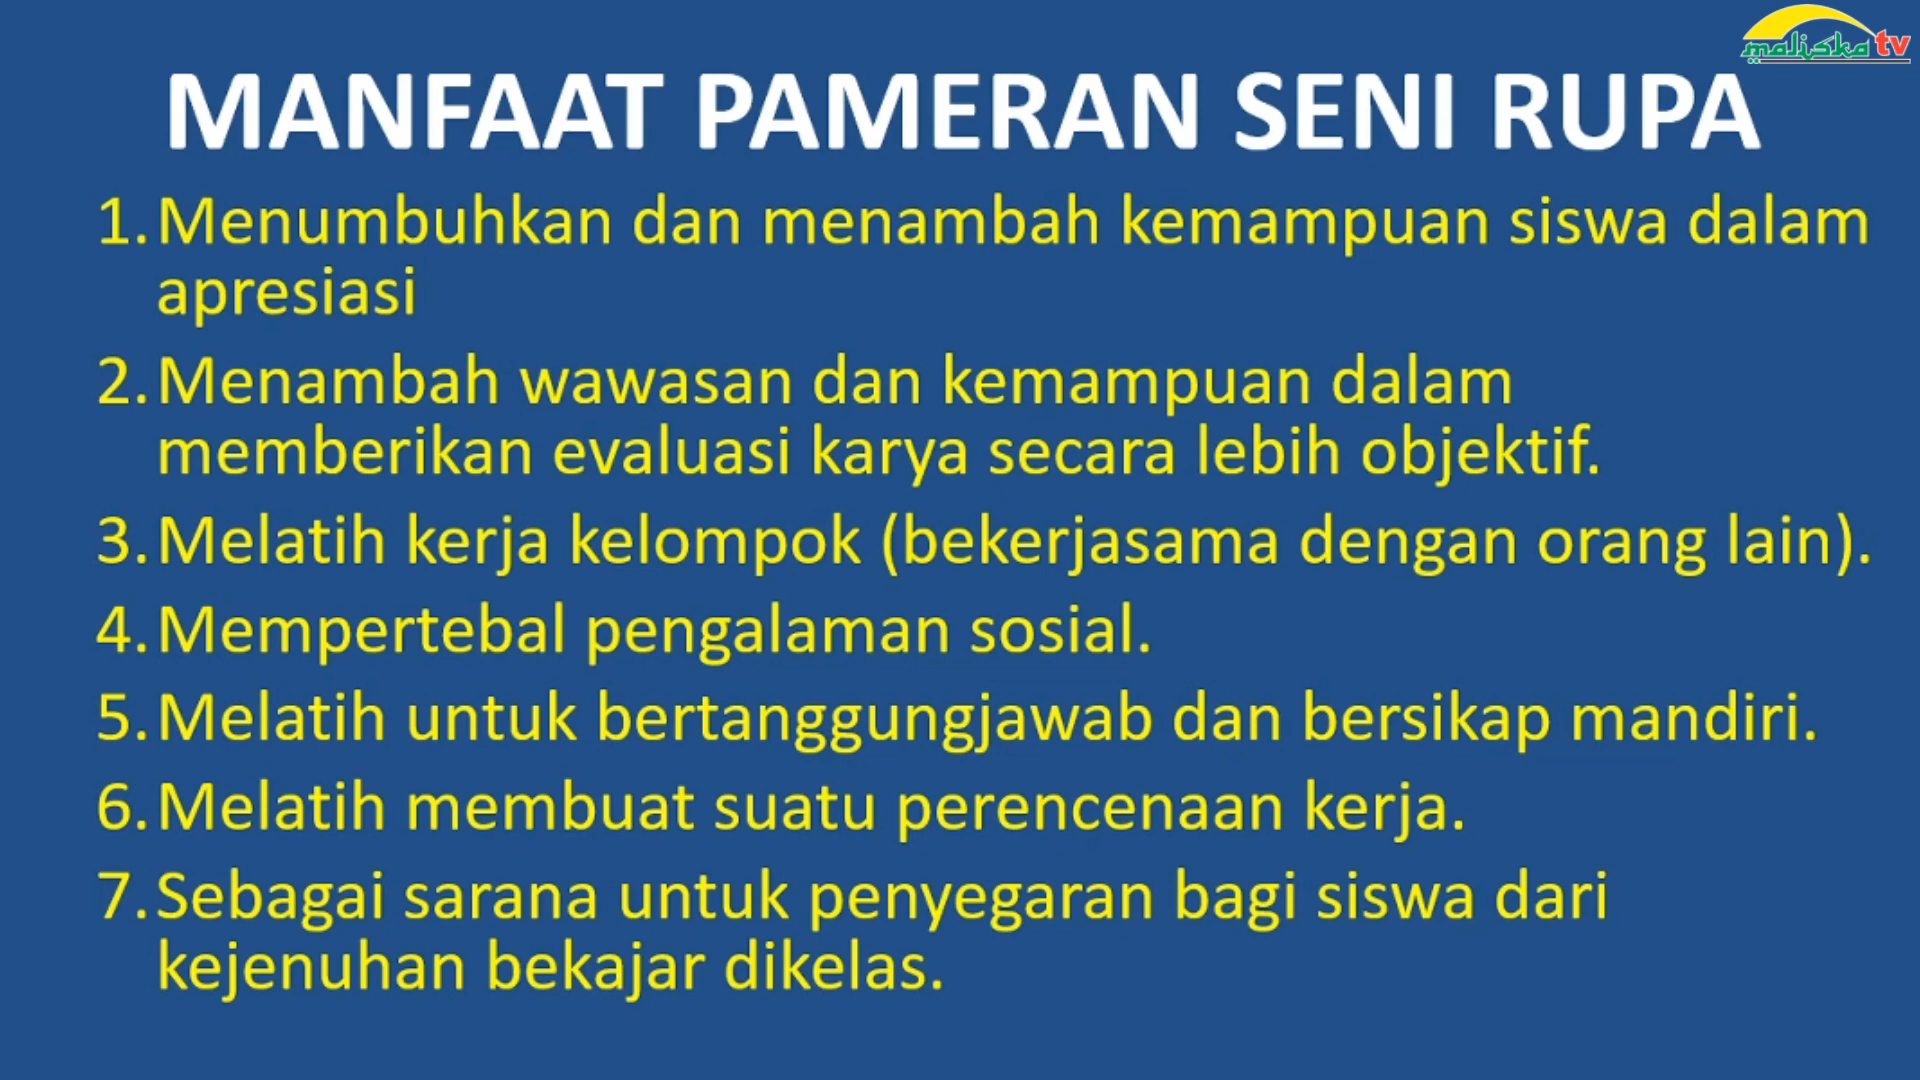 maliska tv
MANFAAT PAMERAN SENI RUPA
1. Menumbuhkan dan menambah kemampuan siswa dalam
apresiasi
2. Menambah wawasan dan kemampuan dalam
memberikan evaluasi karya secara lebih objektif.
3. Melatih kerja kelompok (bekerjasama dengan orang lain).
4. Mempertebal pengalaman sosial.
5. Melatih untuk bertanggungjawab dan bersikap mandiri.
6. Melatih membuat suatu perencenaan kerja.
7. Sebagai sarana untuk penyegaran bagi siswa dari
kejenuhan bekajar dikelas.